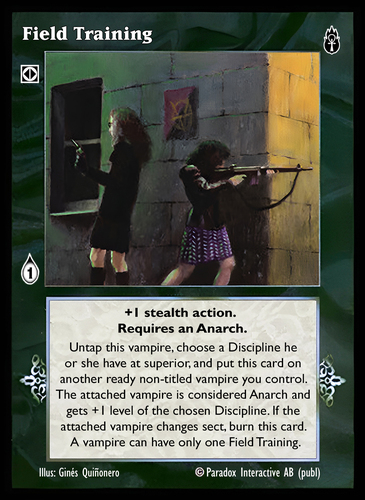 Field Training
1
+1 stealth action.
Requires an Anarch.
Untap this vampire, choose a Discipline he
or she have at superior, and put this card on
another ready non-titled vampire you control.
The attached vampire is considered Anarch and
gets +1 level of the chosen Discipline. If the
attached vampire changes sect, burn this card.
A vampire can have only one Field Training.
Illus: Ginés Quiñonero © Paradox Interactive AB (publ)